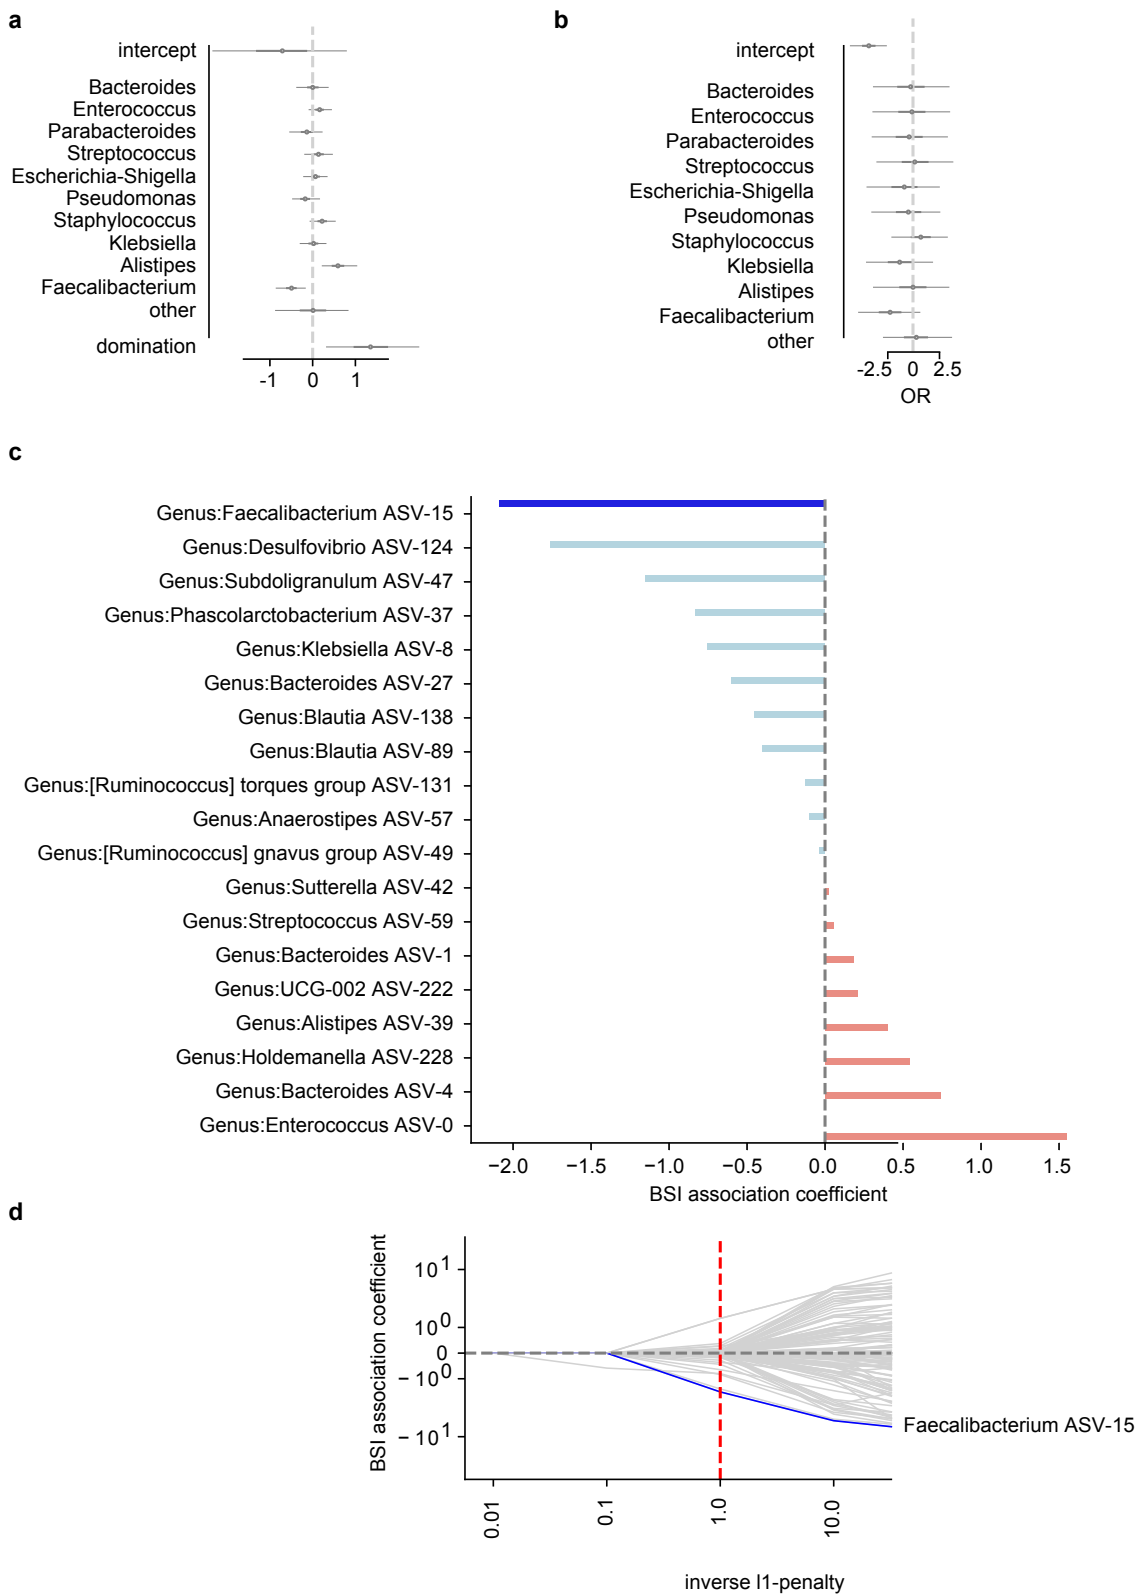 a
intercept
Bacteroides
Enterococcus
Parabacteroides
Streptococcus
Escherichia-Shigella
Pseudomonas
Staphylococcus
Klebsiella
Alistipes
Faecalibacterium
other
domination
-1 0 1
b
intercept
Bacteroides
Enterococcus
Parabacteroides
Streptococcus
Escherichia-Shigella
Pseudomonas
Staphylococcus
Klebsiella
Alistipes
Faecalibacterium
other
-2.5 0 2.5
OR
c
Genus:Faecalibacterium ASV-15
Genus:Desulfovibrio ASV-124
Genus:Subdoligranulum ASV-47
Genus:Phascolarctobacterium ASV-37
Genus:Klebsiella ASV-8
Genus:Bacteroides ASV-27
Genus:Blautia ASV-138
Genus:Blautia ASV-89
Genus:[Ruminococcus] torques group ASV-131
Genus:Anaerostipes ASV-57
Genus:[Ruminococcus] gnavus group ASV-49
Genus:Sutterella ASV-42
Genus:Streptococcus ASV-59
Genus:Bacteroides ASV-1
Genus:UCG-002 ASV-222
Genus:Alistipes ASV-39
Genus:Holdemanella ASV-228
Genus:Bacteroides ASV-4
Genus:Enterococcus ASV-0
−2.0 −1.5 −1.0 −0.5 0.0 0.5 1.0 1.5
BSI association coefficient
d
BSI association coefficient
10¹
10⁰
0
−10⁰
−10¹
Faecalibacterium ASV-15
0.01 0.1 1.0 10.0
inverse l1-penalty